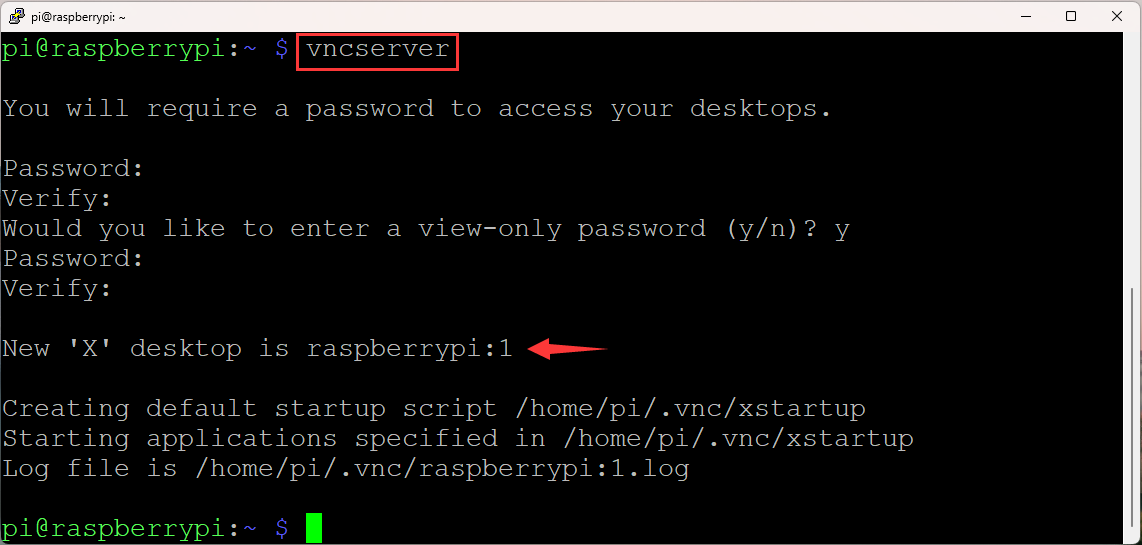 pi@raspberrypi: ~
pi@raspberrypi:~ $ vncserver
You will require a password to access your desktops.
Password:
Verify:
Would you like to enter a view-only password (y/n)? y
Password:
Verify:
New 'X' desktop is raspberrypi:1
Creating default startup script /home/pi/.vnc/xstartup
Starting applications specified in /home/pi/.vnc/xstartup
Log file is /home/pi/.vnc/raspberrypi:1.log
pi@raspberrypi:~ $